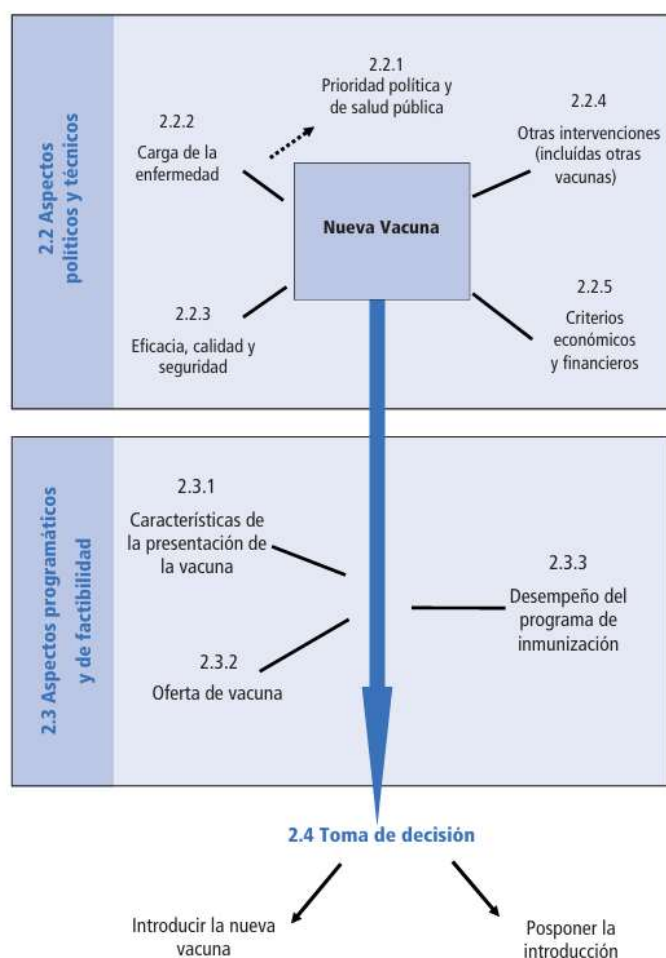 2.2 Aspectos
políticos y técnicos
2.2.1
Prioridad política y
de salud pública
2.2.2
Carga de la
enfermedad
2.2.4
Otras intervenciones
(incluídas otras
vacunas)
Nueva Vacuna
2.2.3
Eficacia, calidad y
seguridad
2.2.5
Criterios
económicos
y financieros
2.3 Aspectos programáticos
y de factibilidad
2.3.1
Características de
la presentación de
la vacuna
2.3.3
Desempeño del
programa de
inmunización
2.3.2
Oferta de vacuna
2.4 Toma de decisión
Introducir la nueva
vacuna
Posponer la
introducción